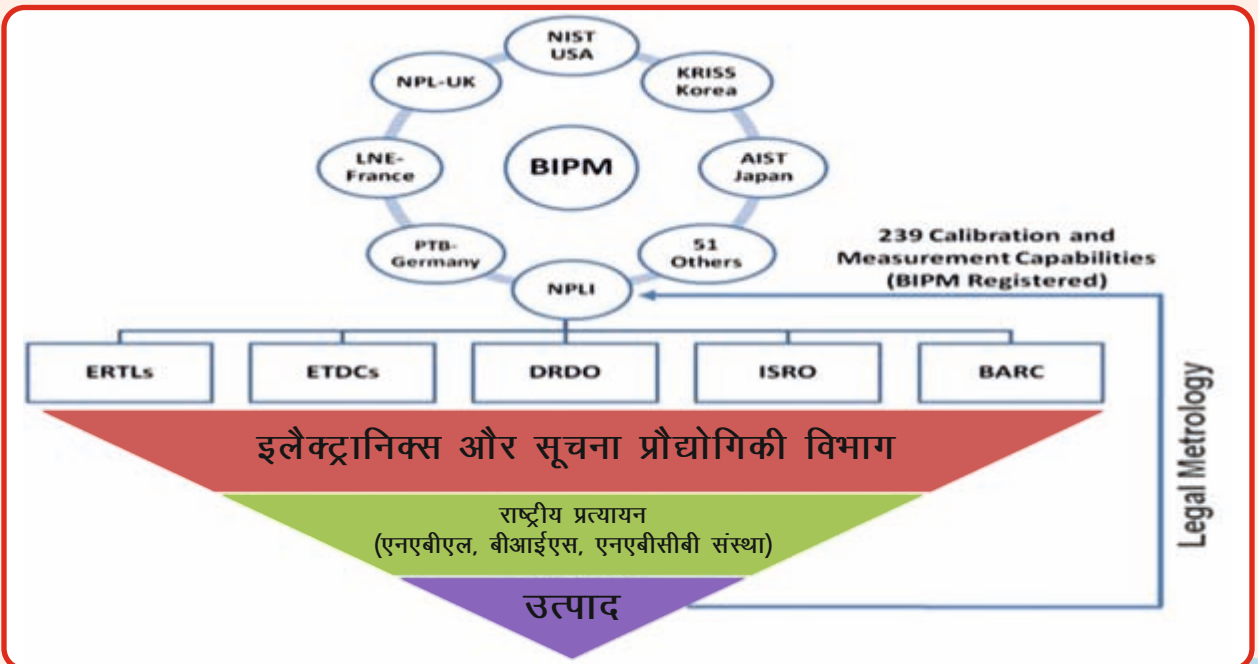 NIST
USA
NPL-UK
KRISS
Korea
LNE-
France
BIPM
AIST
Japan
PTB-
Germany
51
Others
NPLI
239 Calibration and
Measurement Capabilities
(BIPM Registered)
ERTLs
ETDCs
DRDO
ISRO
BARC
इलैक्ट्रानिक्स और सूचना प्रौद्योगिकी विभाग
राष्ट्रीय प्रत्यायन
(एनएबीएल, बीआईएस, एनएबीसीबी संस्था)
उत्पाद
Legal Metrology